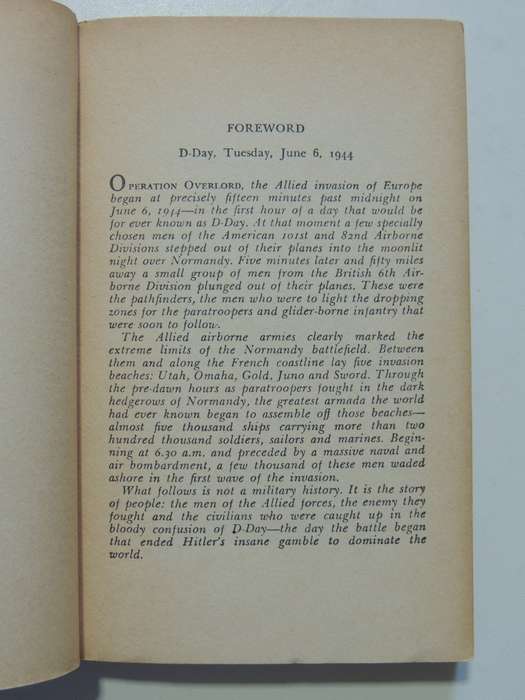 FOREWORD
D-Day, Tuesday, June 6, 1944
OPERATION OVERLORD, the Allied invasion of Europe
began at precisely fifteen minutes past midnight on
June 6, 1944—in the first hour of a day that would be
for ever known as D-Day. At that moment a few specially
chosen men of the American 101st and 82nd Airborne
Divisions stepped out of their planes into the moonlit
night over Normandy. Five minutes later and fifty miles
away a small group of men from the British 6th Air-
borne Division plunged out of their planes. These were
the pathfinders, the men who were to light the dropping
zones for the paratroopers and glider-borne infantry that
were soon to follow.
The Allied airborne armies clearly marked the
extreme limits of the Normandy battlefield. Between
them and along the French coastline lay five invasion
beaches: Utah, Omaha, Gold, Juno and Sword. Through
the pre-dawn hours as paratroopers fought in the dark
hedgerows of Normandy, the greatest armada the world
had ever known began to assemble off those beaches—
almost five thousand ships carrying more than two
hundred thousand soldiers, sailors and marines. Begin-
ning at 6.30 a.m. and preceded by a massive naval and
air bombardment, a few thousand of these men waded
ashore in the first wave of the invasion.
What follows is not a military history. It is the story
of people: the men of the Allied forces, the enemy they
fought and the civilians who were caught up in the
bloody confusion of D-Day—the day the battle began
that ended Hitler's insane gamble to dominate the
world.